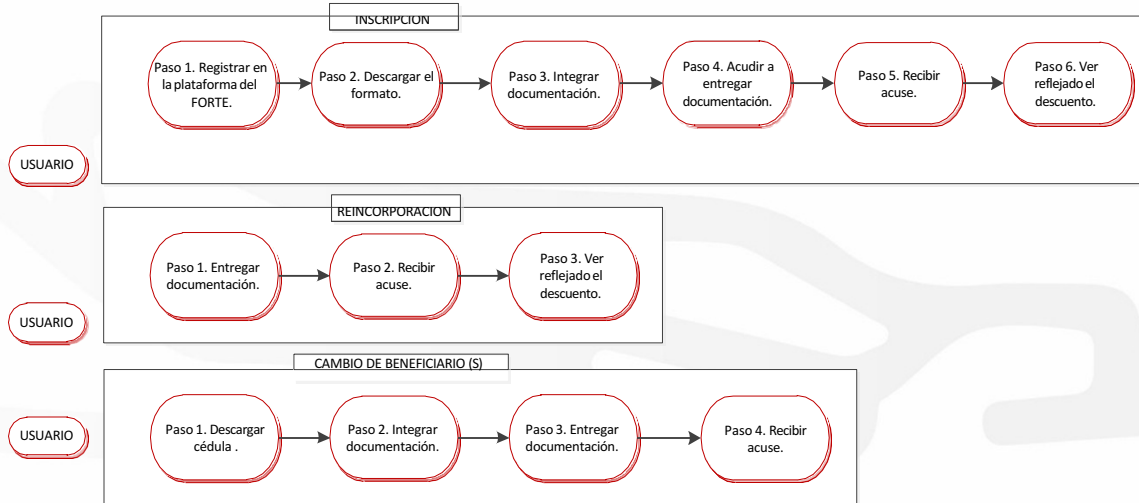 INSCRIPCION
Paso 1. Registrar en
la plataforma del
FORTE.
Paso 2. Descargar el
formato.
Paso 3. Integrar
documentación.
Paso 4. Acudir a
entregar
documentación.
Paso 5. Recibir
acuse.
Paso 6. Ver
reflejado el
descuento.
USUARIO
REINCORPORACION
Paso 1. Entregar
documentación.
Paso 2. Recibir
acuse.
Paso 3. Ver
reflejado el
descuento.
USUARIO
CAMBIO DE BENEFICIARIO (S)
Paso 1. Descargar
cédula .
Paso 2. Integrar
documentación.
Paso 3. Entregar
documentación.
Paso 4. Recibir
acuse.
USUARIO